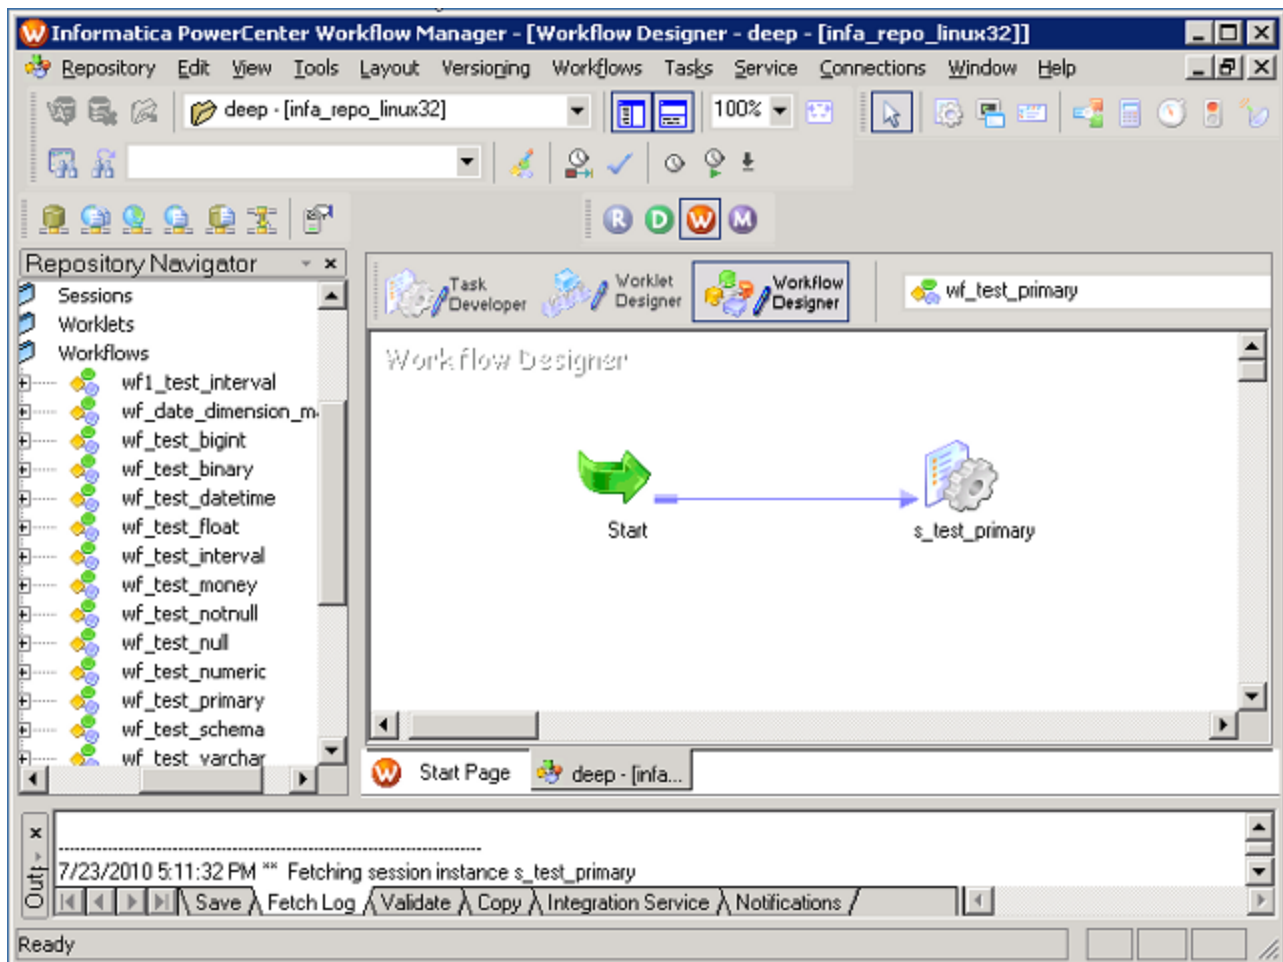 Informatica PowerCenter Workflow Manager - [Workflow Designer - deep - [infa_repo_linux32]]
Repository Edit View Tools Layout Versioning Workflows Tasks Service Connections Window Help
deep - [infa_repo_linux32] 100%
R D W M
Repository Navigator
Sessions
Worklets
Workflows
wf1_test_interval
wf_date_dimension_m
wf_test_bigint
wf_test_binary
wf_test_datetime
wf_test_float
wf_test_interval
wf_test_money
wf_test_notnull
wf_test_null
wf_test_numeric
wf_test_primary
wf_test_schema
wf_test_varchar
Task Developer
Worklet Designer
Workflow Designer
wf_test_primary
Workflow Designer
Start
s_test_primary
Start Page deep - [infa...
Outp
--------------------------------------------------------------------------------
7/23/2010 5:11:32 PM ** Fetching session instance s_test_primary
Save Fetch Log Validate Copy Integration Service Notifications
Ready